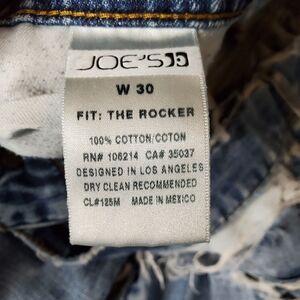 JOE'S
W 30
FIT: THE ROCKER
100% COTTON/COTON
RN# 106214 CA# 35037
DESIGNED IN LOS ANGELES
DRY CLEAN RECOMMENDED
CL#125M MADE IN MEXICO